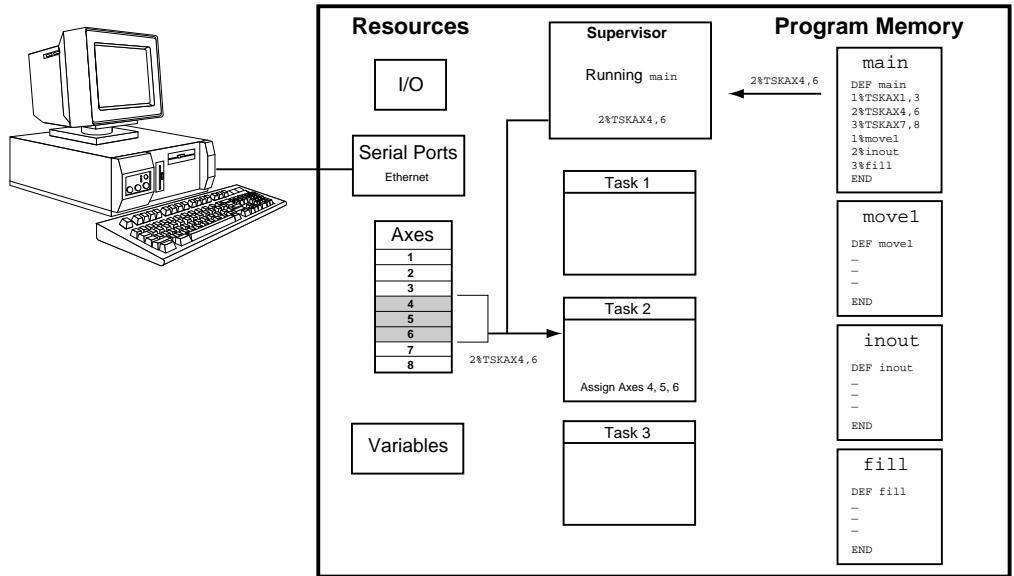 Resources
I/O
Serial Ports
Ethernet
Axes
1
2
3
4
5
6
7
8
2%TSKAX4,6
Variables
Supervisor
Running main
2%TSKAX4,6
Task 1
Task 2
Assign Axes 4, 5, 6
Task 3
2%TSKAX4,6
Program Memory
main
DEF main
1%TSKAX1,3
2%TSKAX4,6
3%TSKAX7,8
1%move1
2%inout
3%fill
END
move1
DEF move1
–
–
–
END
inout
DEF inout
–
–
–
END
fill
DEF fill
–
–
–
END